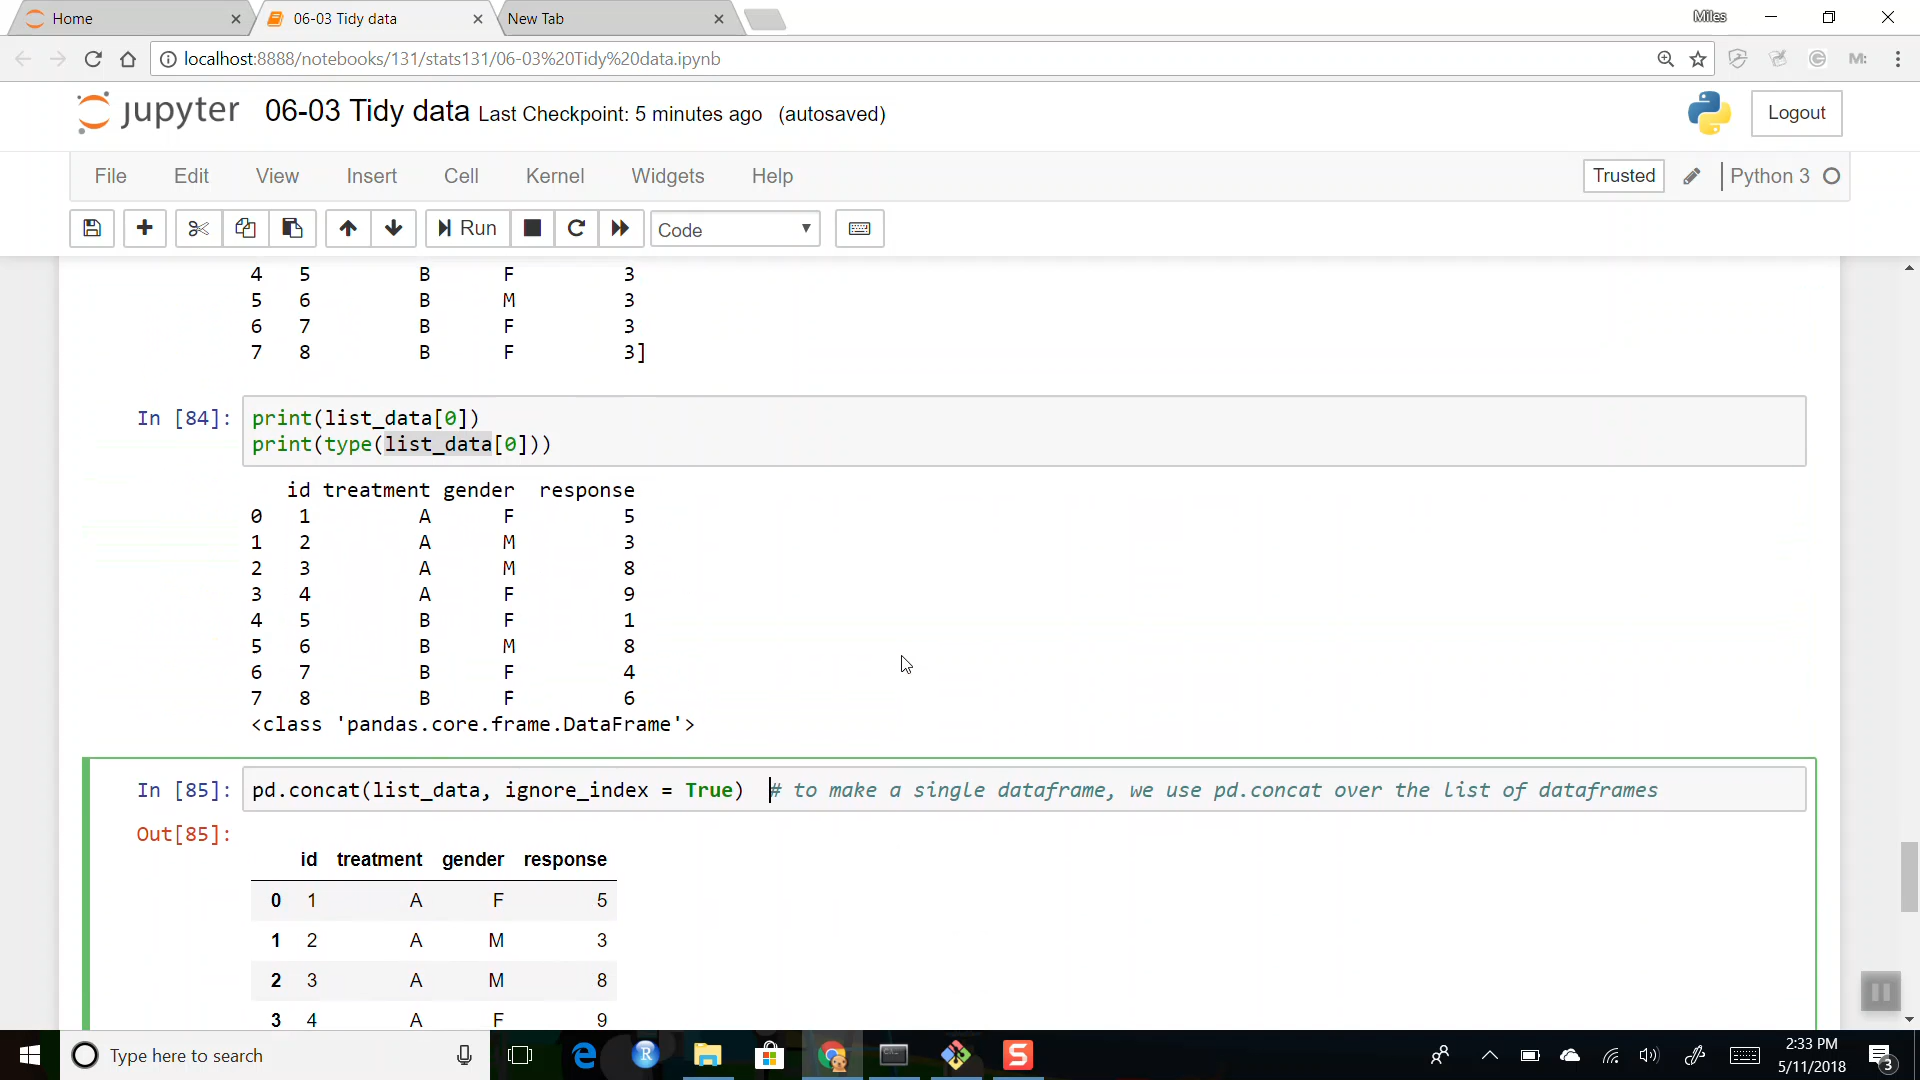 Home
06-03 Tidy data
New Tab
Miles
localhost:8888/notebooks/131/stats131/06-03%20Tidy%20data.ipynb
jupyter 06-03 Tidy data Last Checkpoint: 5 minutes ago (autosaved)
Logout
File Edit View Insert Cell Kernel Widgets Help
Trusted
Python 3
Run
Code
4 5 B F 3
5 6 B M 3
6 7 B F 3
7 8 B F 3]
In [84]: print(list_data[0])
print(type(list_data[0]))
id treatment gender response
0 1 A F 5
1 2 A M 3
2 3 A M 8
3 4 A F 9
4 5 B F 1
5 6 B M 8
6 7 B F 4
7 8 B F 6
<class 'pandas.core.frame.DataFrame'>
In [85]: pd.concat(list_data, ignore_index = True) # to make a single dataframe, we use pd.concat over the list of dataframes
Out[85]:
id treatment gender response
0 1 A F 5
1 2 A M 3
2 3 A M 8
3 4 A F 9
Type here to search
2:33 PM
5/11/2018
3